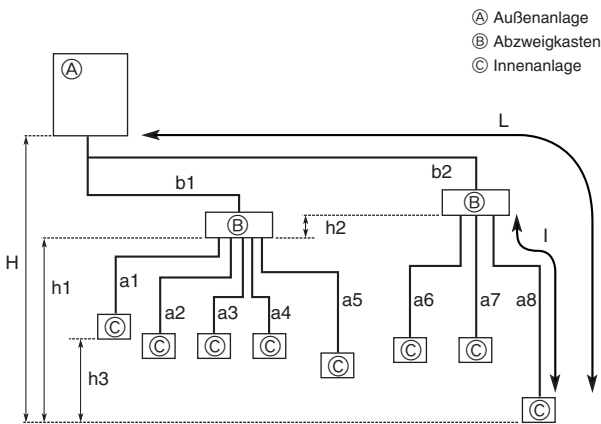 Ⓐ Außenanlage
Ⓑ Abzweigkasten
Ⓒ Innenanlage
Ⓐ
L
b1
b2
Ⓑ
Ⓑ
h2
H
h1
l
a1
a2
a3
a4
a5
a6
a7
a8
Ⓒ
Ⓒ
Ⓒ
Ⓒ
Ⓒ
Ⓒ
Ⓒ
h3
Ⓒ